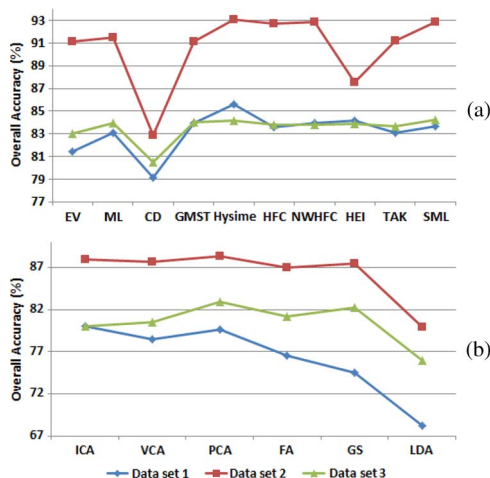 93
91
89
87
85
83
81
79
77
Overall Accuracy (%)
EV ML CD GMST Hysime HFC NWHFC HEI TAK SML
(a)
87
82
77
72
67
Overall Accuracy (%)
ICA VCA PCA FA GS LDA
(b)
Data set 1 Data set 2 Data set 3